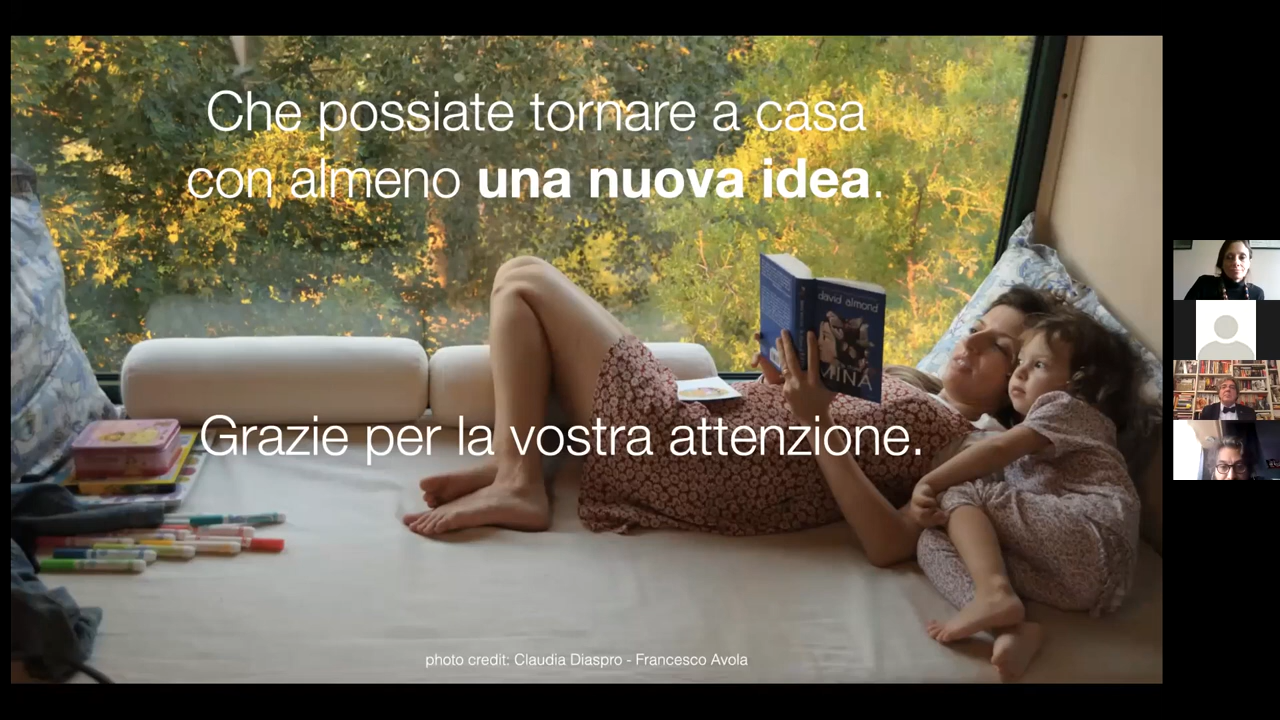 Che possiate tornare a casa
con almeno una nuova idea.
david almond
MINA
Grazie per la vostra attenzione.
photo credit: Claudia Diaspro - Francesco Avola